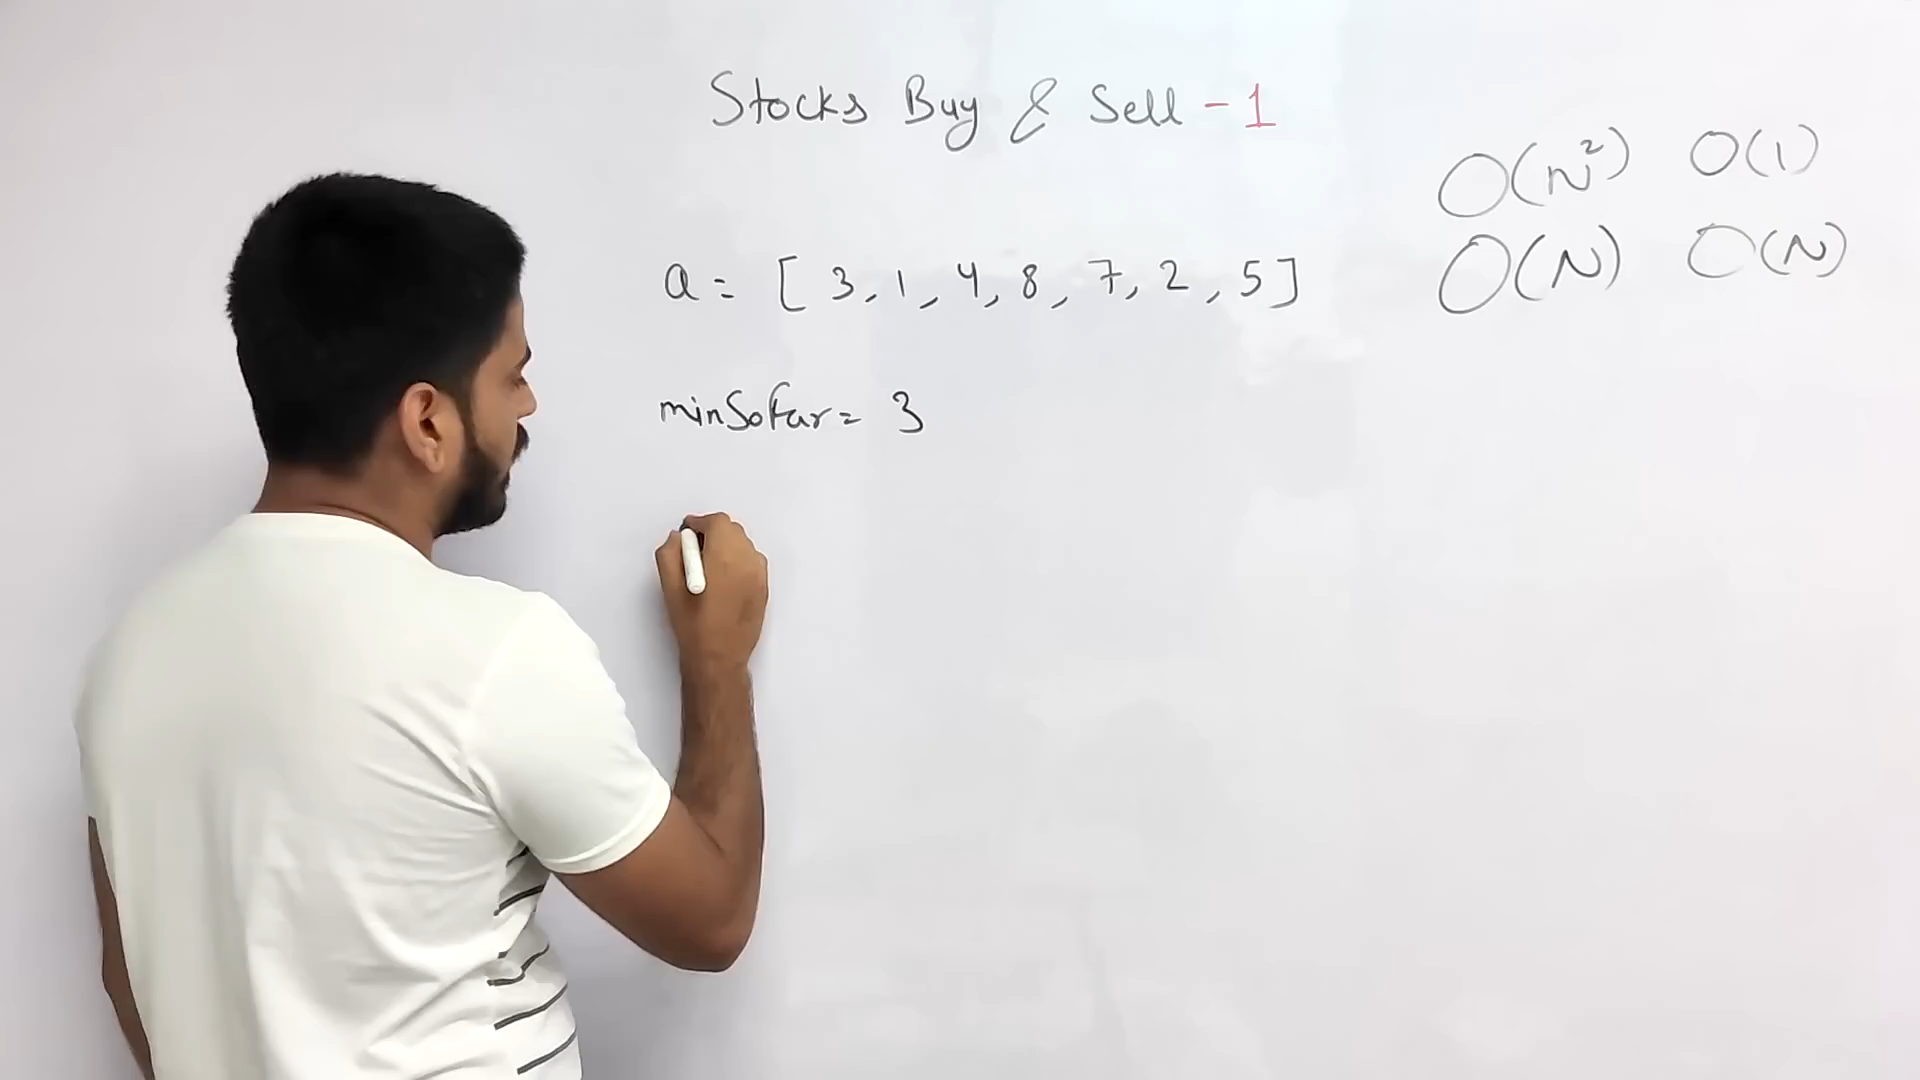 Stocks Buy & Sell - 1
O(N²) O(1)
a = [ 3, 1, 4, 8, 7, 2, 5 ]
O(N) O(N)
minSoFar = 3